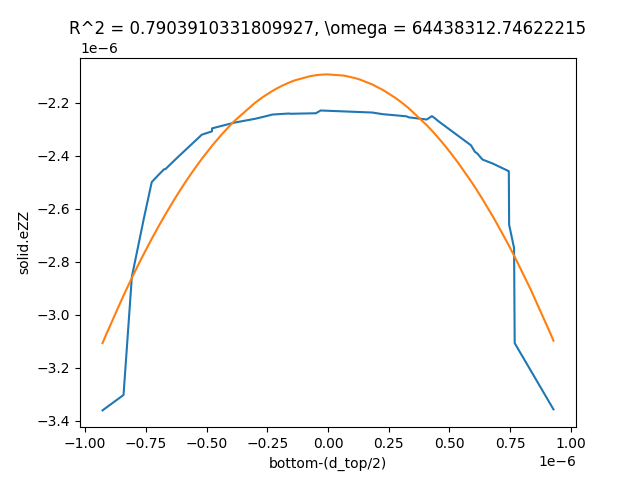 R^2 = 0.7903910331809927, \omega = 64438312.74622215
1e−6
−2.2
−2.4
−2.6
−2.8
−3.0
−3.2
−3.4
solid.eZZ
−1.00 −0.75 −0.50 −0.25 0.00 0.25 0.50 0.75 1.00
bottom-(d_top/2)
1e−6